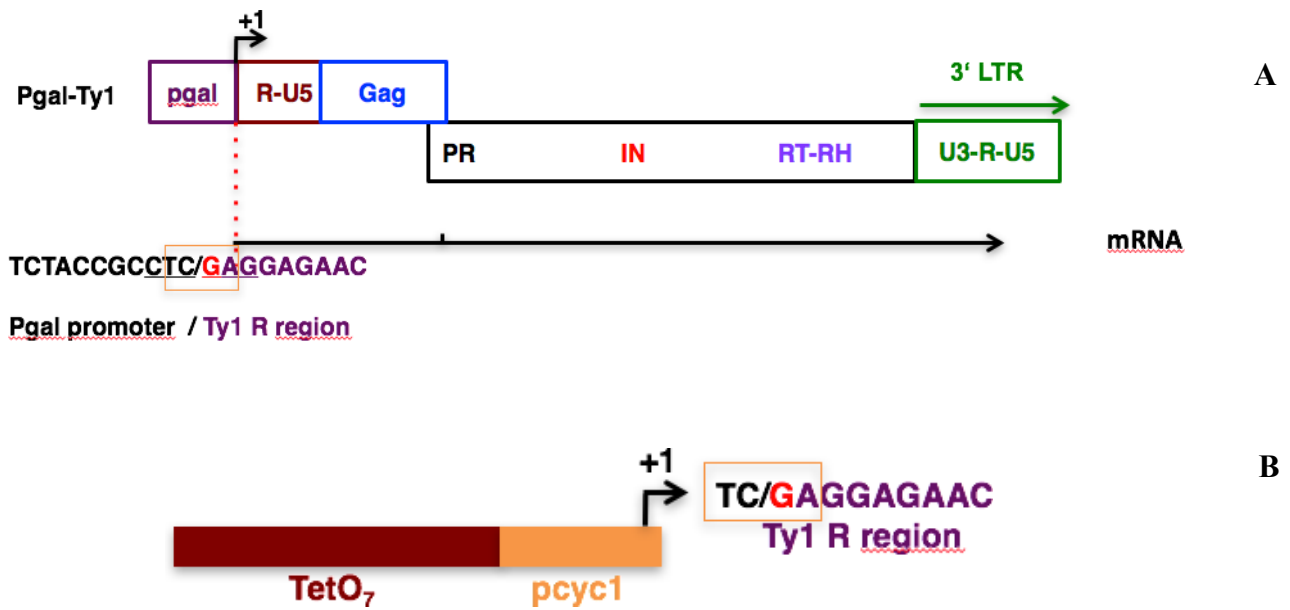 +1
3' LTR
A
Pgal-Ty1
pgal
R-U5
Gag
PR
IN
RT-RH
U3-R-U5
mRNA
TCTACCGCCTC/GAGGAGAAC
Pgal promoter / Ty1 R region
B
+1
TC/GAGGAGAAC
Ty1 R region
TetO₇
pcyc1